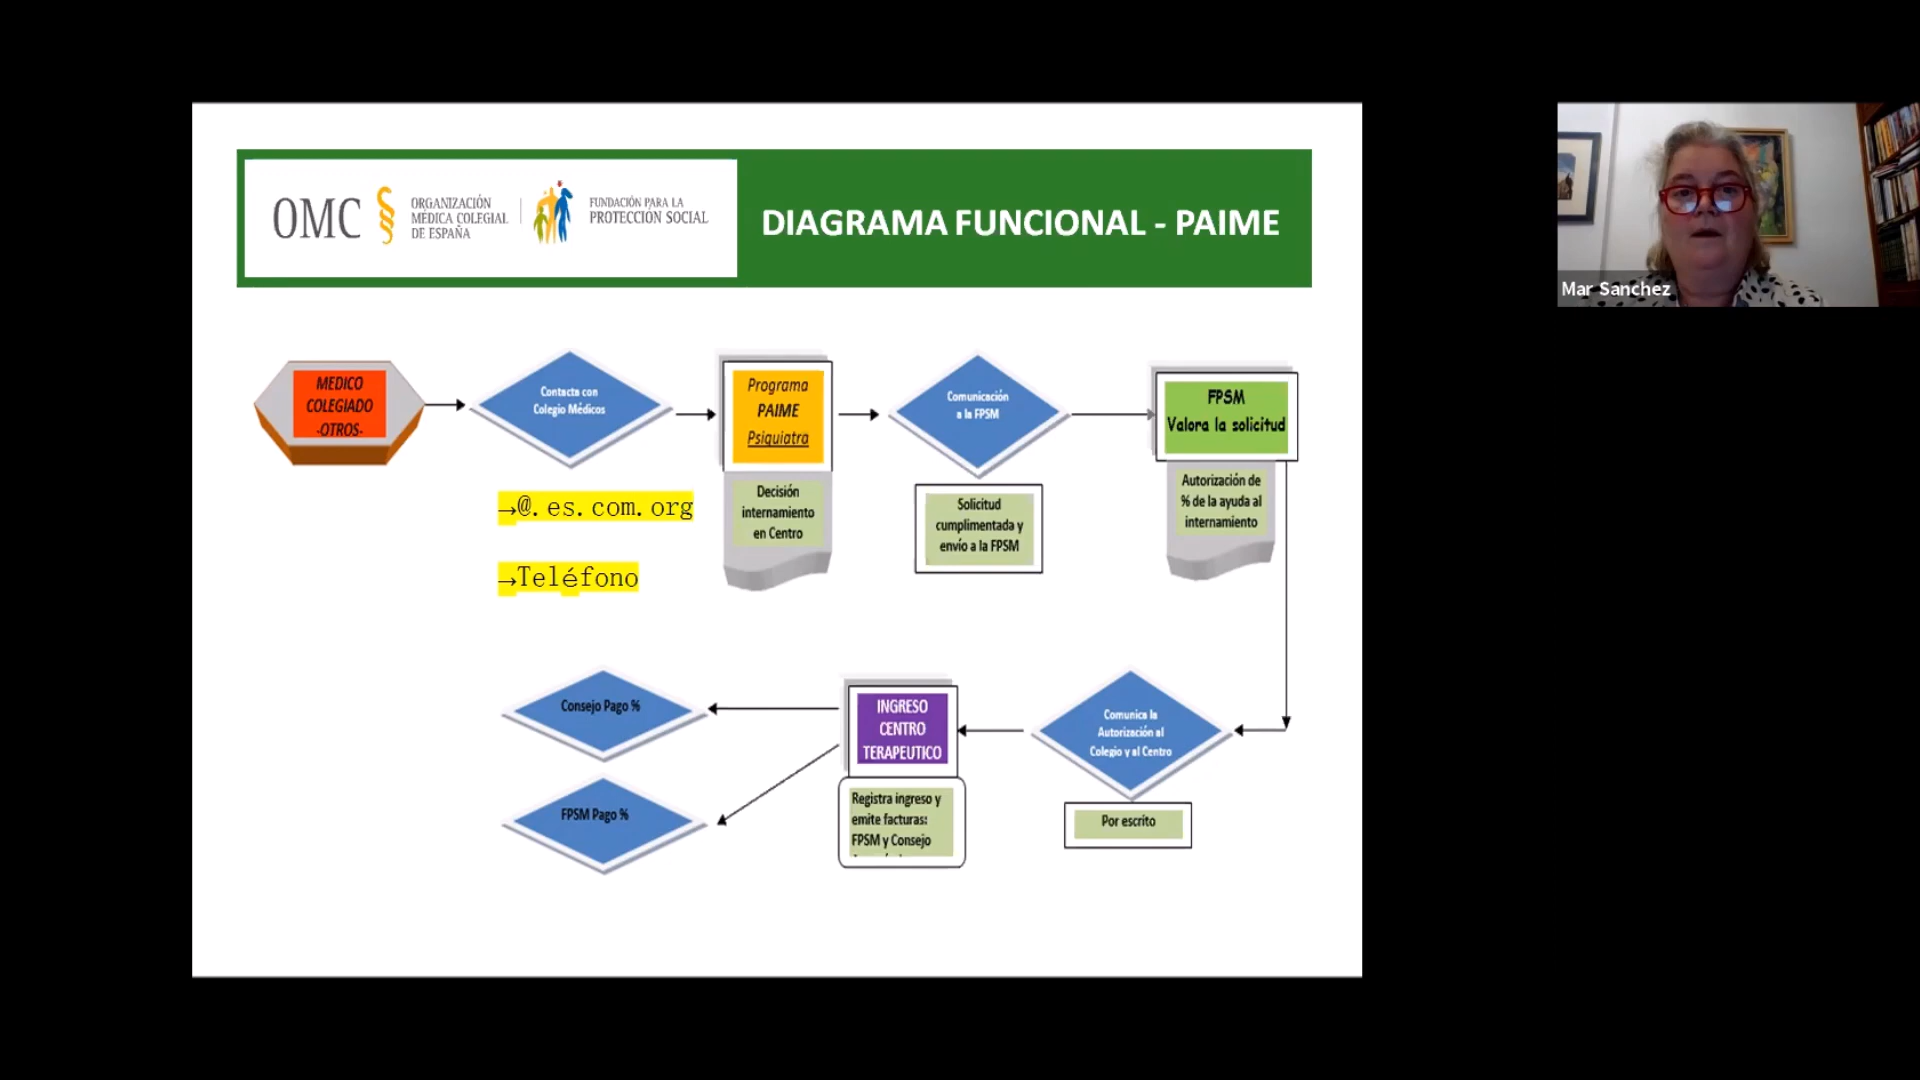 OMC
ORGANIZACIÓN
MÉDICA COLEGIAL
DE ESPAÑA
FUNDACIÓN PARA LA
PROTECCIÓN SOCIAL
DIAGRAMA FUNCIONAL - PAIME
Mar Sanchez
MEDICO
COLEGIADO
-OTROS-
Contacta con
Colegio Médicos
Programa
PAIME
Psiquiatra
Comunicación
a la FPSM
FPSM
Valora la solicitud
→@.es.com.org
→Teléfono
Decisión
internamiento
en Centro
Solicitud
cumplimentada y
envío a la FPSM
Autorización de
% de la ayuda al
internamiento
Consejo Pago %
INGRESO
CENTRO
TERAPEUTICO
Comunica la
Autorización al
Colegio y al Centro
FPSM Pago %
Registra ingreso y
emite facturas:
FPSM y Consejo
Por escrito